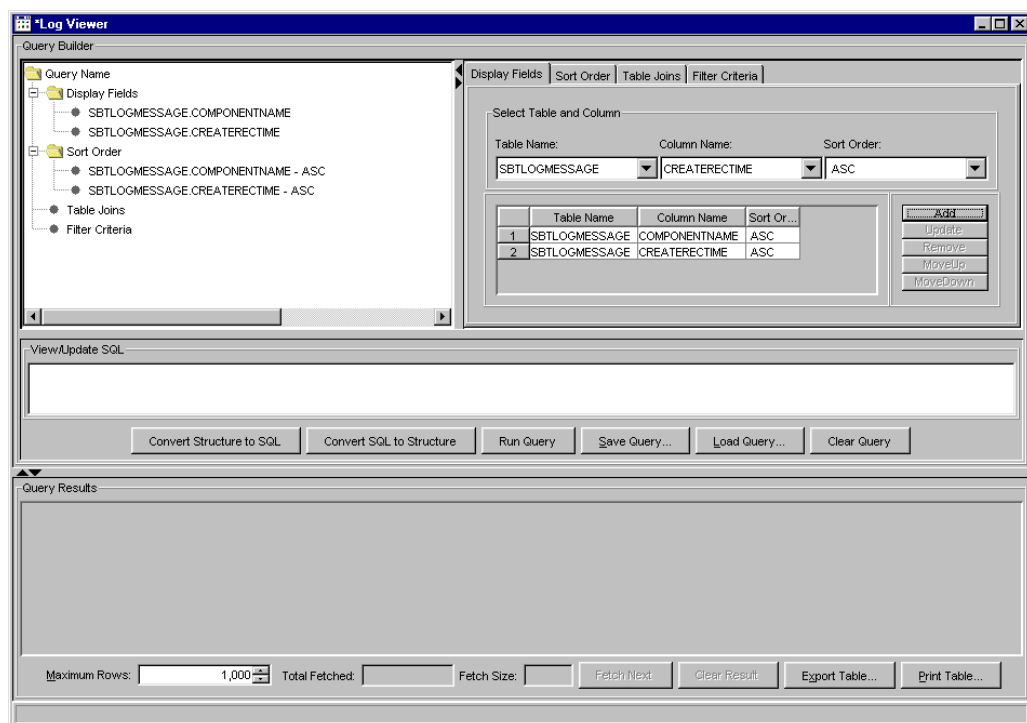 *Log Viewer
Query Builder
Query Name
Display Fields
SBTLOGMESSAGE.COMPONENTNAME
SBTLOGMESSAGE.CREATERECTIME
Sort Order
SBTLOGMESSAGE.COMPONENTNAME - ASC
SBTLOGMESSAGE.CREATERECTIME - ASC
Table Joins
Filter Criteria
Display Fields Sort Order Table Joins Filter Criteria
Select Table and Column
Table Name: Column Name: Sort Order:
SBTLOGMESSAGE CREATERECTIME ASC
Table Name Column Name Sort Or...
1 SBTLOGMESSAGE COMPONENTNAME ASC
2 SBTLOGMESSAGE CREATERECTIME ASC
Add
Update
Remove
MoveUp
MoveDown
View/Update SQL
Convert Structure to SQL Convert SQL to Structure Run Query Save Query... Load Query... Clear Query
Query Results
Maximum Rows: 1,000 Total Fetched: Fetch Size: Fetch Next Clear Result Export Table... Print Table...